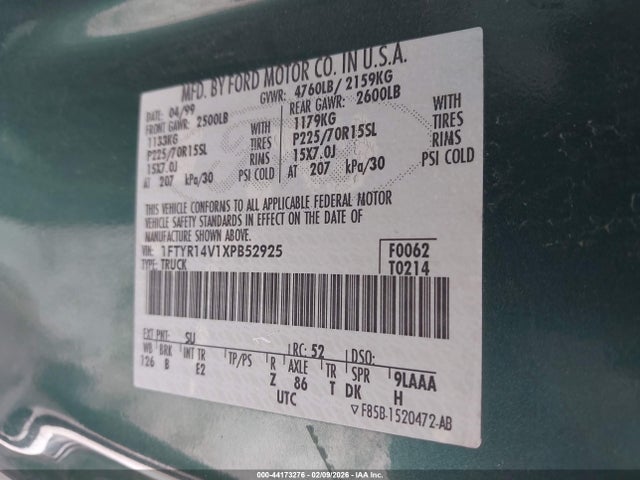 MFD. BY FORD MOTOR CO. IN U.S.A.
DATE: 04/99 GVWR: 4760LB/ 2159KG
FRONT GAWR: 2500LB REAR GAWR: 2600LB
1133KG WITH 1179KG WITH
P225/70R15SL TIRES P225/70R15SL TIRES
15X7.0J RIMS 15X7.0J RIMS
AT 207 kPa/30 PSI COLD AT 207 kPa/30 PSI COLD
THIS VEHICLE CONFORMS TO ALL APPLICABLE FEDERAL MOTOR
VEHICLE SAFETY STANDARDS IN EFFECT ON THE DATE OF
MANUFACTURE SHOWN ABOVE.
VIN: 1FTYR14V1XPB52925 F0062
TYPE: TRUCK T0214
EXT PNT: SU RC: 52 DSO:
WB BRK INT TR TP/PS R AXLE TR SPR 9LAAA
126 B E2 Z 86 T DK H
UTC
F85B-1520472-AB
000-44173276 - 02/09/2026 - IAAI.com